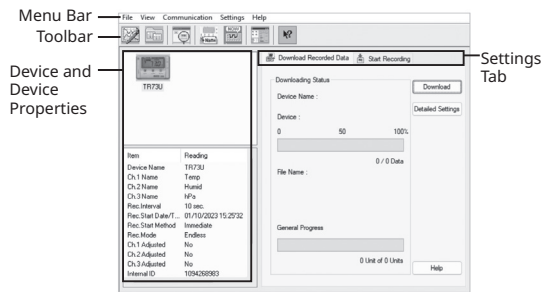 Menu Bar
File View Communication Settings Help
Toolbar
Device and
Device
Properties
TR73U
Download Recorded Data Start Recording
Settings
Tab
Downloading Status
Download
Device Name :
Detailed Settings
Device :
0 50 100%
0 / 0 Data
File Name :
General Progress
0 Unit of 0 Units
Help
Item Reading
Device Name TR73U
Ch.1 Name Temp
Ch.2 Name Humid
Ch.3 Name hPa
Rec.Interval 10 sec.
Rec.Start Date/T... 01/10/2023 15:25'32
Rec.Start Method Immediate
Rec.Mode Endless
Ch.1 Adjusted No
Ch.2 Adjusted No
Ch.3 Adjusted No
Internal ID 1094268983